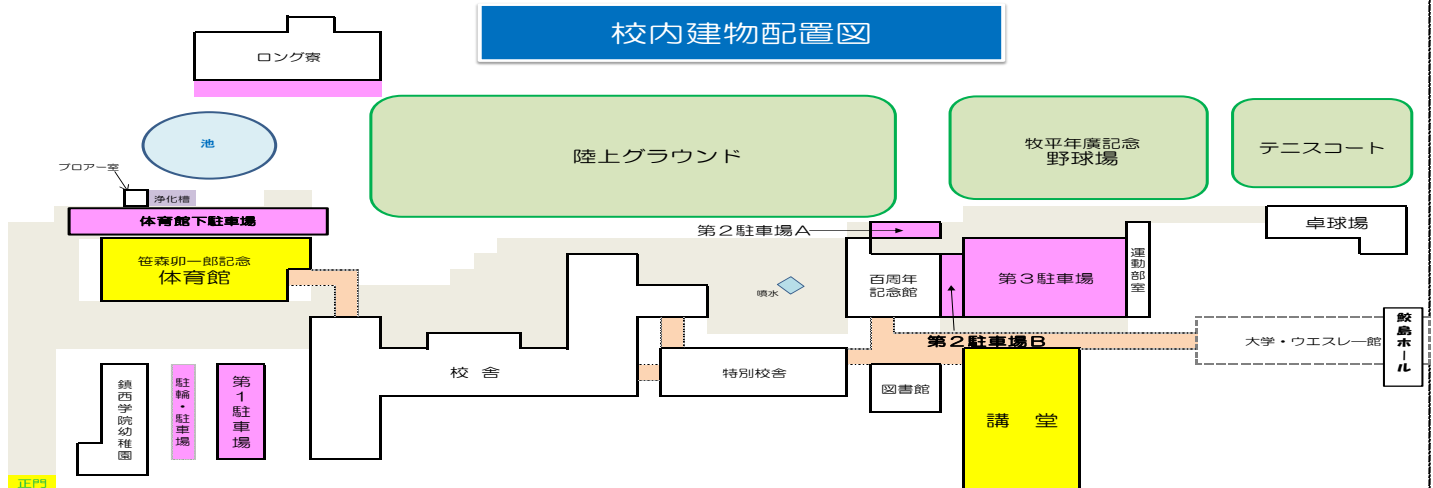 校内建物配置図
ロング寮
池
陸上グラウンド
牧平年廣記念
野球場
テニスコート
ブロアー室
浄化槽
体育館下駐車場
第2駐車場A
卓球場
笹森卯一郎記念
体育館
噴水
百周年
記念館
第3駐車場
運動部室
第2駐車場B
大学・ウエスレー館
鮫島ホール
校 舎
特別校舎
図書館
講 堂
鎮西学院幼稚園
駐輪・駐車場
第1駐車場
正門